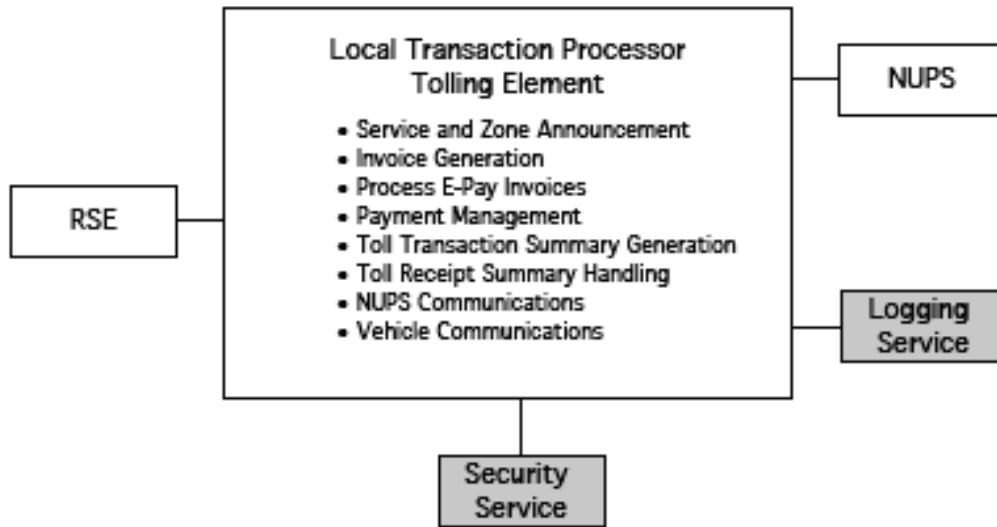 Local Transaction Processor
Tolling Element
• Service and Zone Announcement
• Invoice Generation
• Process E-Pay Invoices
• Payment Management
• Toll Transaction Summary Generation
• Toll Receipt Summary Handling
• NUPS Communications
• Vehicle Communications
RSE
NUPS
Logging
Service
Security
Service